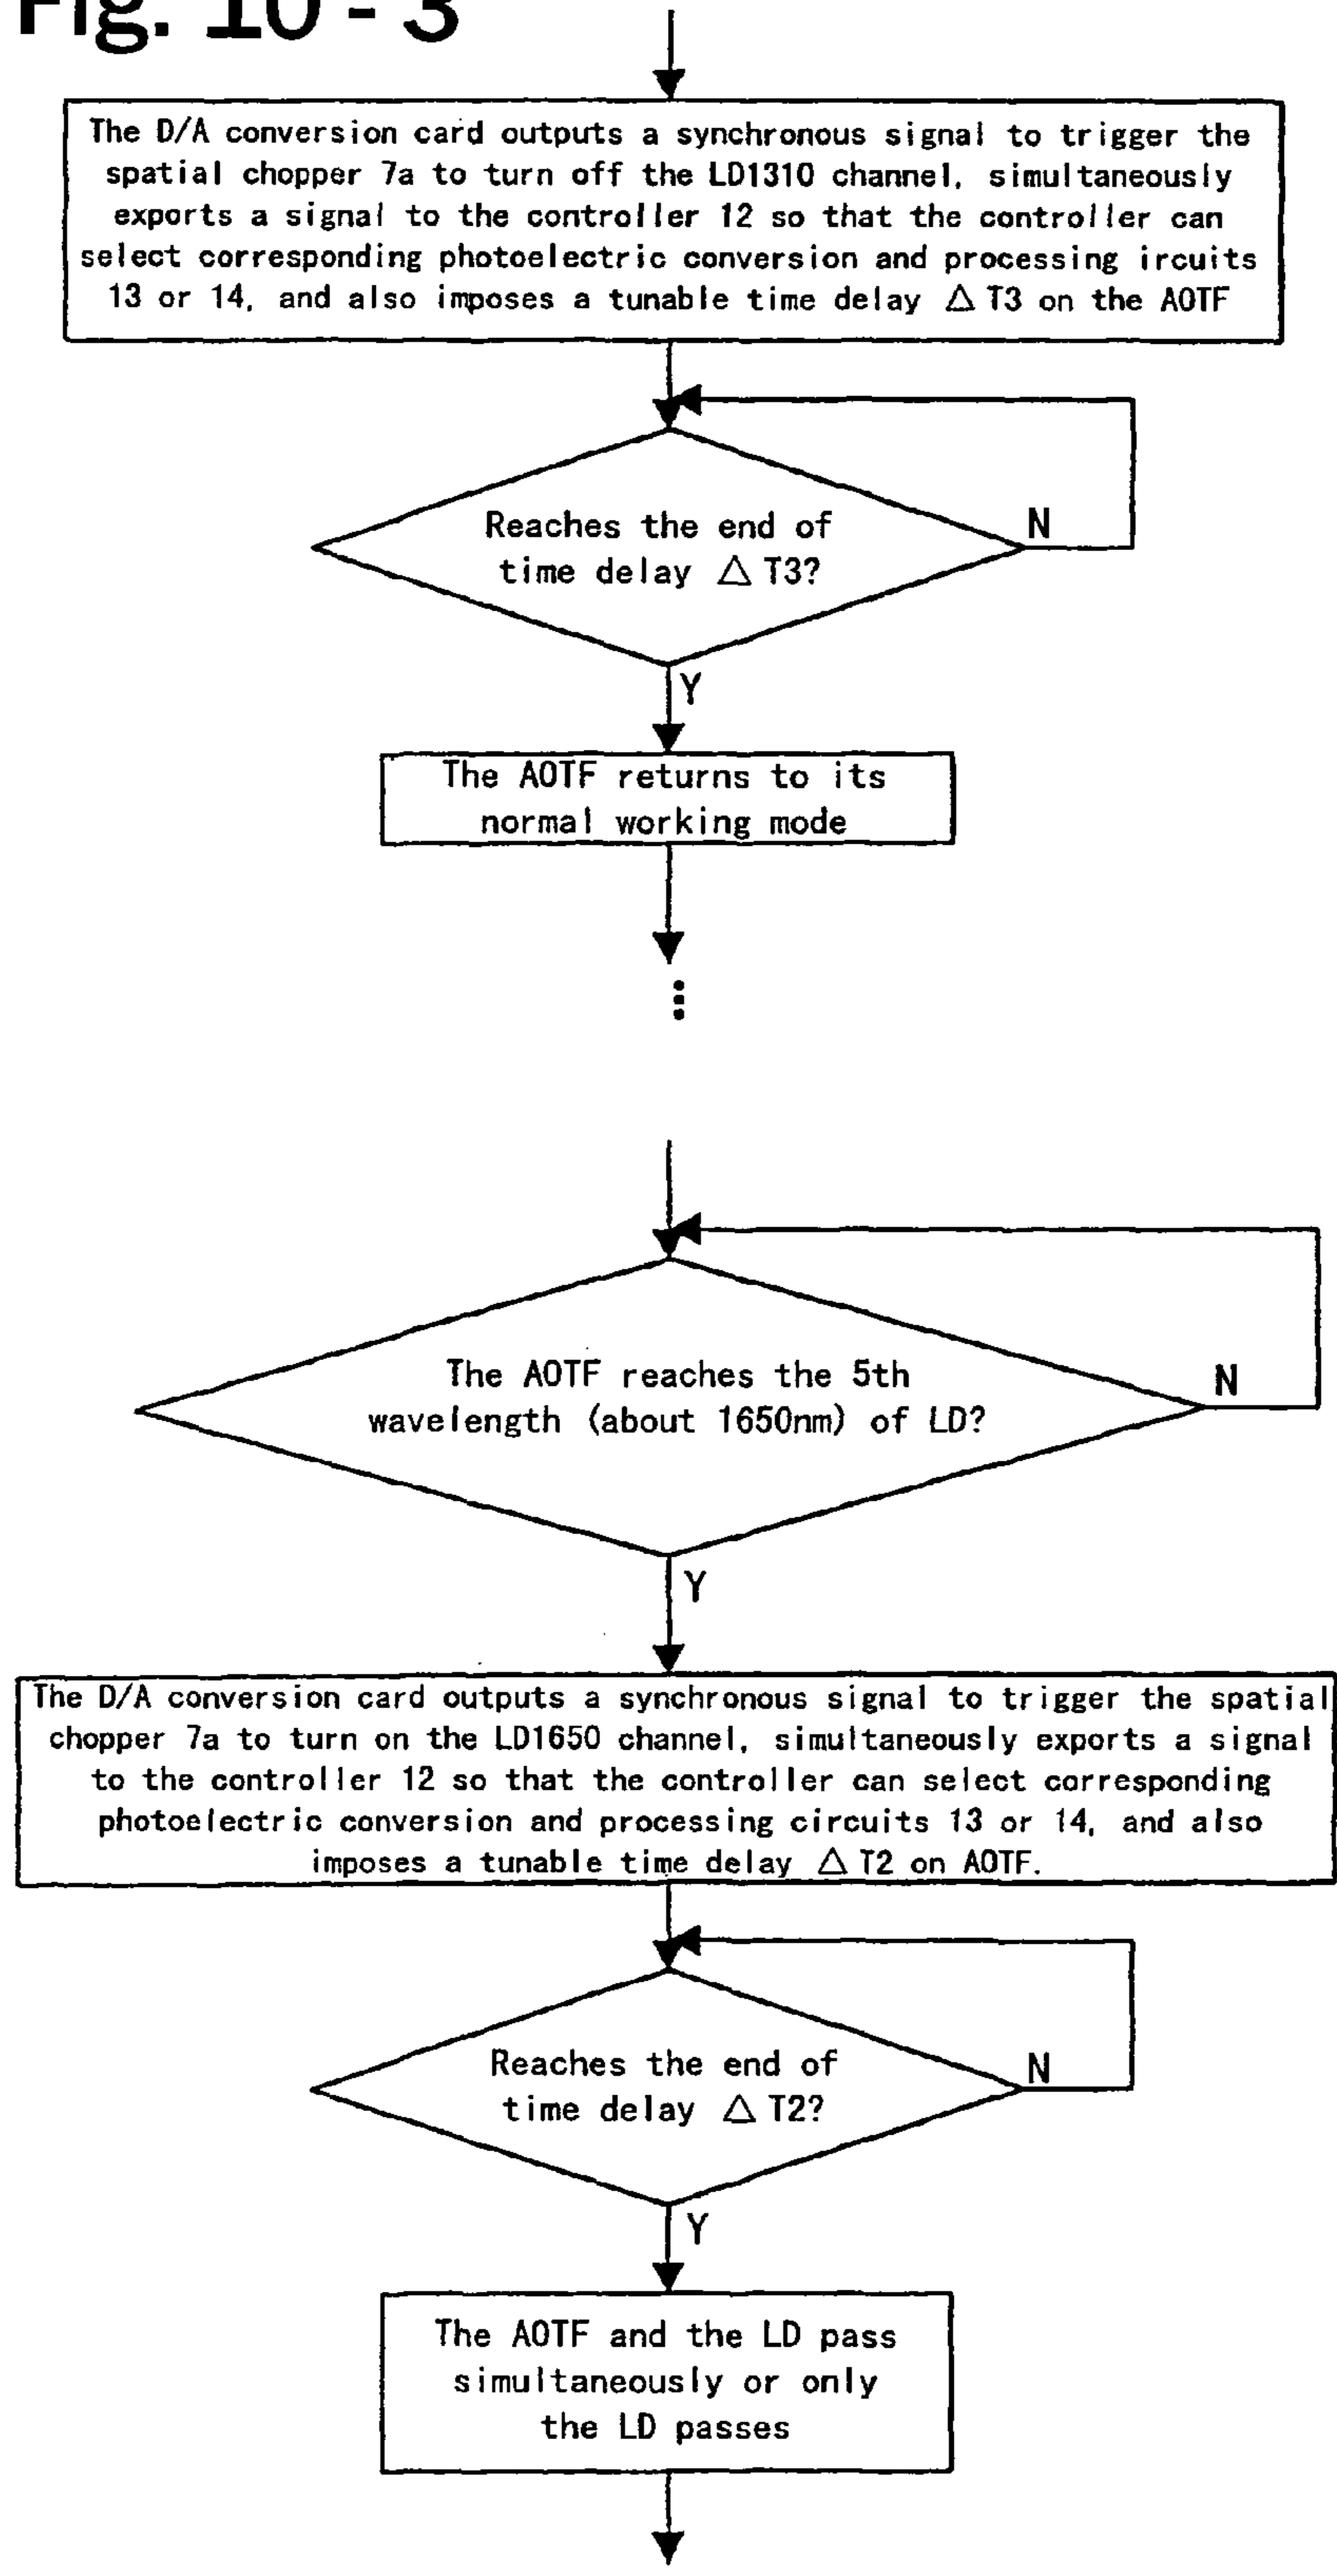 Fig. 10 - 3
The D/A conversion card outputs a synchronous signal to trigger the
spatial chopper 7a to turn off the LD1310 channel, simultaneously
exports a signal to the controller 12 so that the controller can
select corresponding photoelectric conversion and processing ircuits
13 or 14, and also imposes a tunable time delay △ T3 on the AOTF
Reaches the end of
time delay △ T3?
N
Y
The AOTF returns to its
normal working mode
⋮
The AOTF reaches the 5th
wavelength (about 1650nm) of LD?
N
Y
The D/A conversion card outputs a synchronous signal to trigger the spatial
chopper 7a to turn on the LD1650 channel, simultaneously exports a signal
to the controller 12 so that the controller can select corresponding
photoelectric conversion and processing circuits 13 or 14, and also
imposes a tunable time delay △ T2 on AOTF.
Reaches the end of
time delay △ T2?
N
Y
The AOTF and the LD pass
simultaneously or only
the LD passes